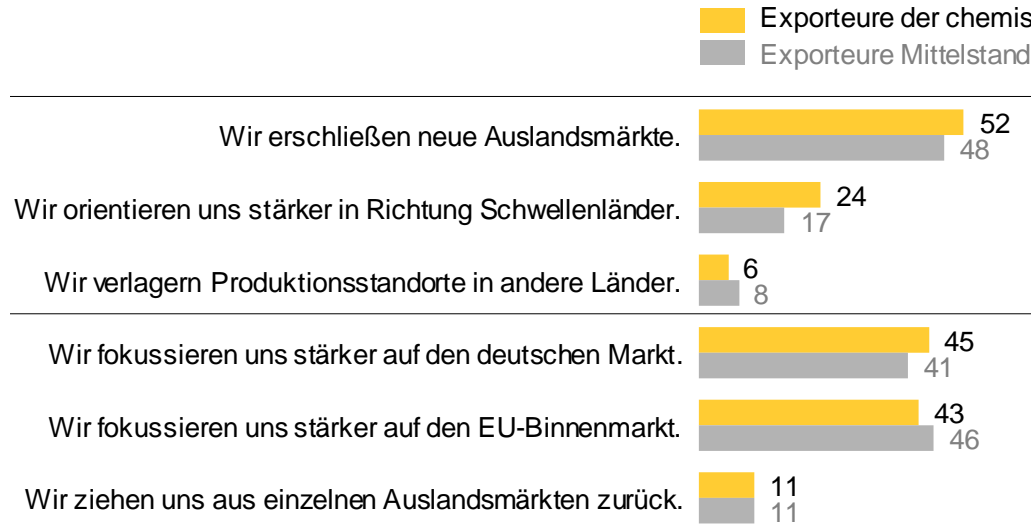 Exporteure der chemis
Exporteure Mittelstand
Wir erschließen neue Auslandsmärkte.
52
48
Wir orientieren uns stärker in Richtung Schwellenländer.
24
17
Wir verlagern Produktionsstandorte in andere Länder.
6
8
Wir fokussieren uns stärker auf den deutschen Markt.
45
41
Wir fokussieren uns stärker auf den EU-Binnenmarkt.
43
46
Wir ziehen uns aus einzelnen Auslandsmärkten zurück.
11
11